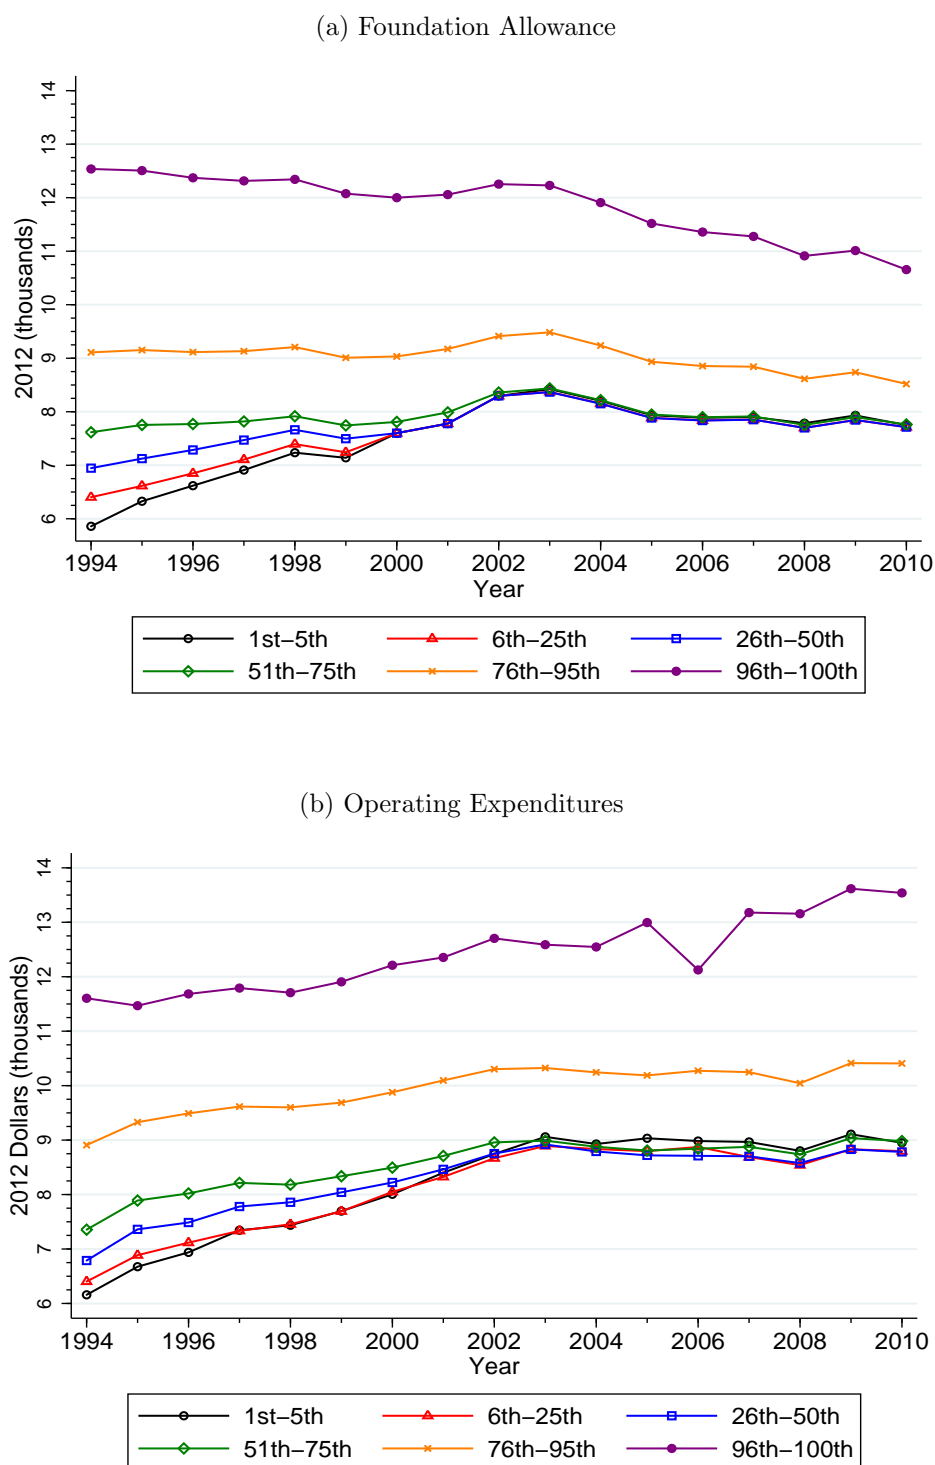 (a) Foundation Allowance
2012 (thousands)
14
13
12
11
10
9
8
7
6
1994 1996 1998 2000 2002 2004 2006 2008 2010
Year
1st−5th 6th−25th 26th−50th
51th−75th 76th−95th 96th−100th
(b) Operating Expenditures
2012 Dollars (thousands)
14
13
12
11
10
9
8
7
6
1994 1996 1998 2000 2002 2004 2006 2008 2010
Year
1st−5th 6th−25th 26th−50th
51th−75th 76th−95th 96th−100th